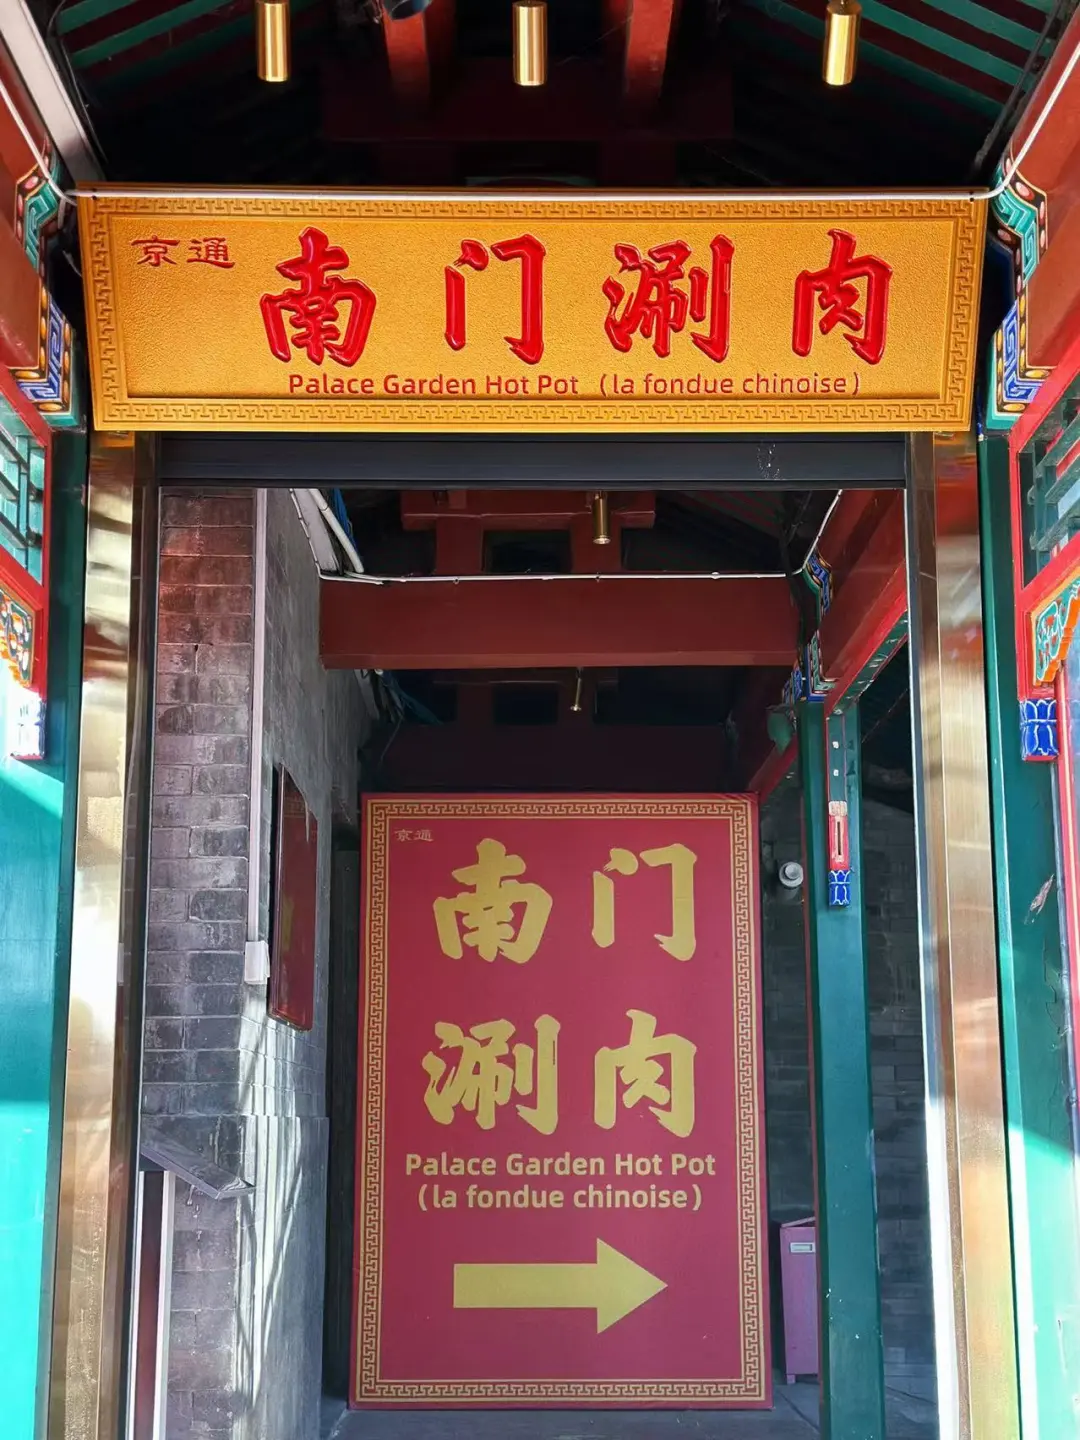 京通
南门涮肉
Palace Garden Hot Pot（la fondue chinoise）
京通
南门
涮肉
Palace Garden Hot Pot
（la fondue chinoise）